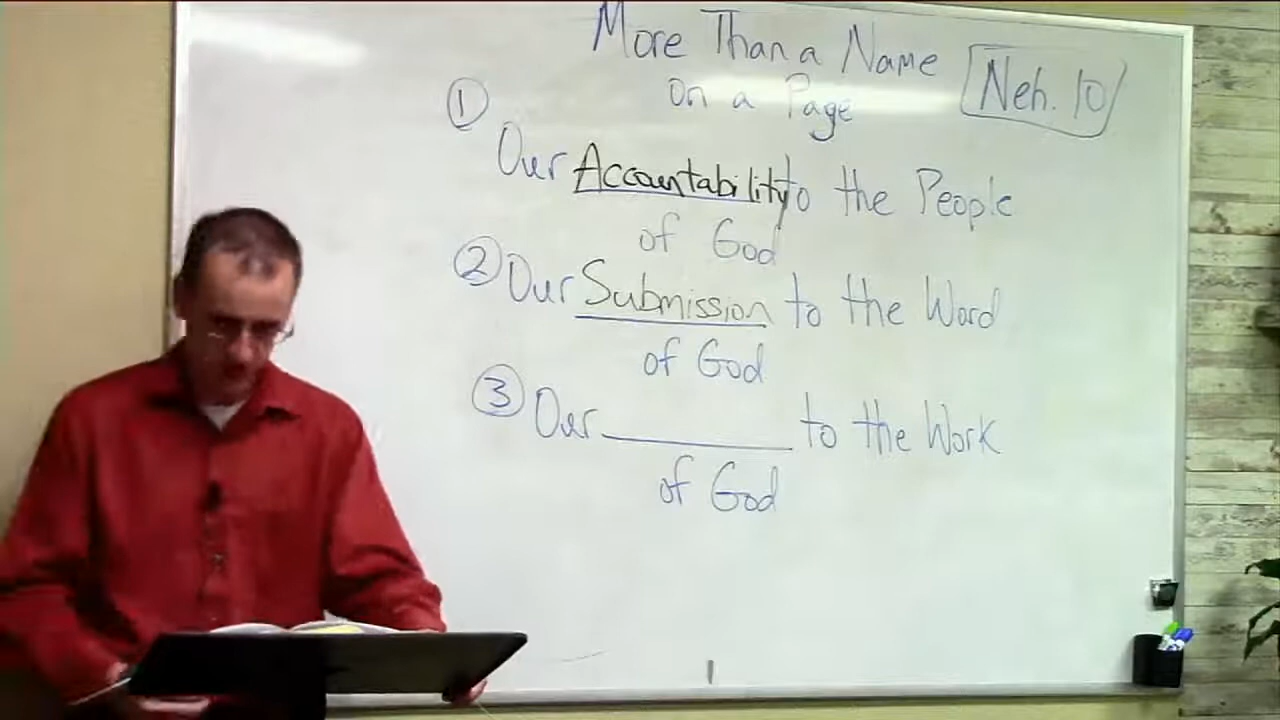 More Than a Name
on a Page
Neh. 10
①
Our Accountability to the People
of God
② Our Submission to the Word
of God
③ Our __________ to the Work
of God